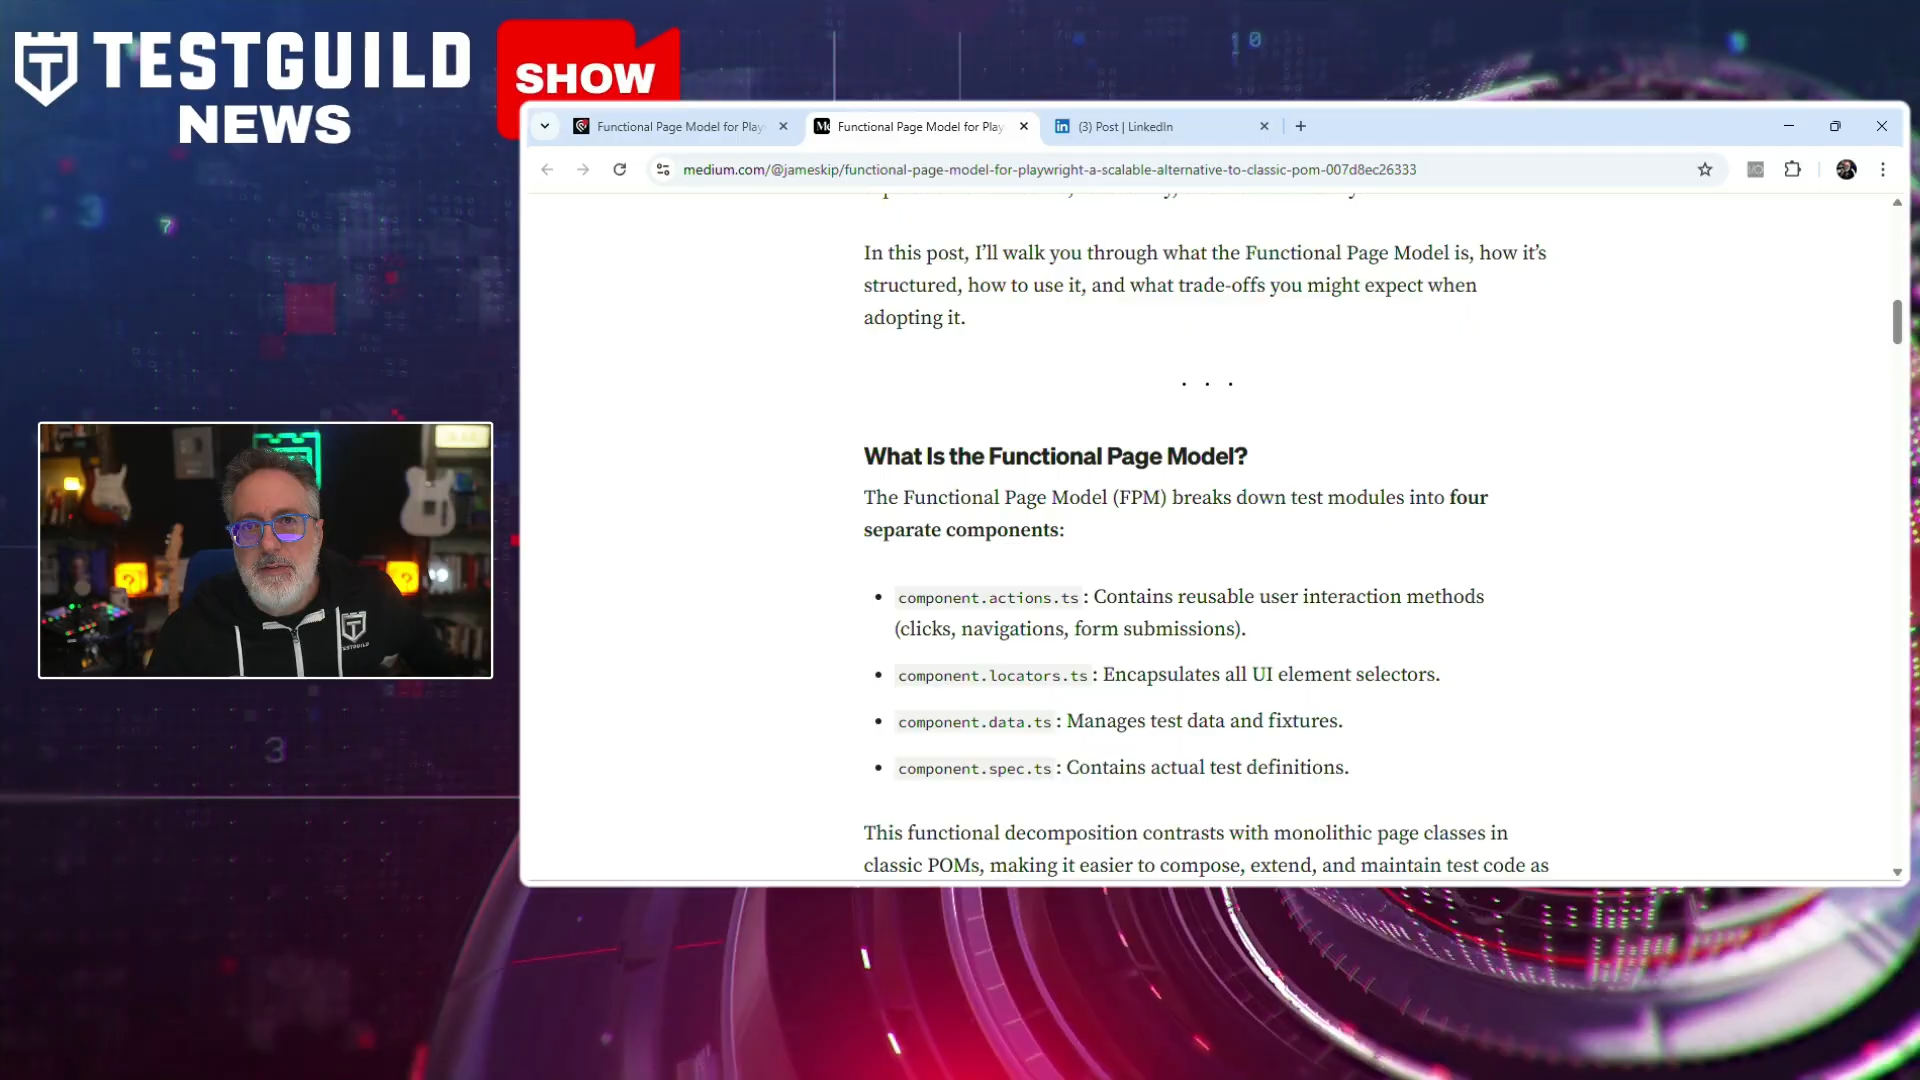 TESTGUILD
NEWS
SHOW
Functional Page Model for Play
Functional Page Model for Play
(3) Post | LinkedIn
medium.com/@jameskip/functional-page-model-for-playwright-a-scalable-alternative-to-classic-pom-007d8ec26333
In this post, I’ll walk you through what the Functional Page Model is, how it’s
structured, how to use it, and what trade-offs you might expect when
adopting it.
. . .
What Is the Functional Page Model?
The Functional Page Model (FPM) breaks down test modules into four
separate components:
• component.actions.ts: Contains reusable user interaction methods
(clicks, navigations, form submissions).
• component.locators.ts: Encapsulates all UI element selectors.
• component.data.ts: Manages test data and fixtures.
• component.spec.ts: Contains actual test definitions.
This functional decomposition contrasts with monolithic page classes in
classic POMs, making it easier to compose, extend, and maintain test code as